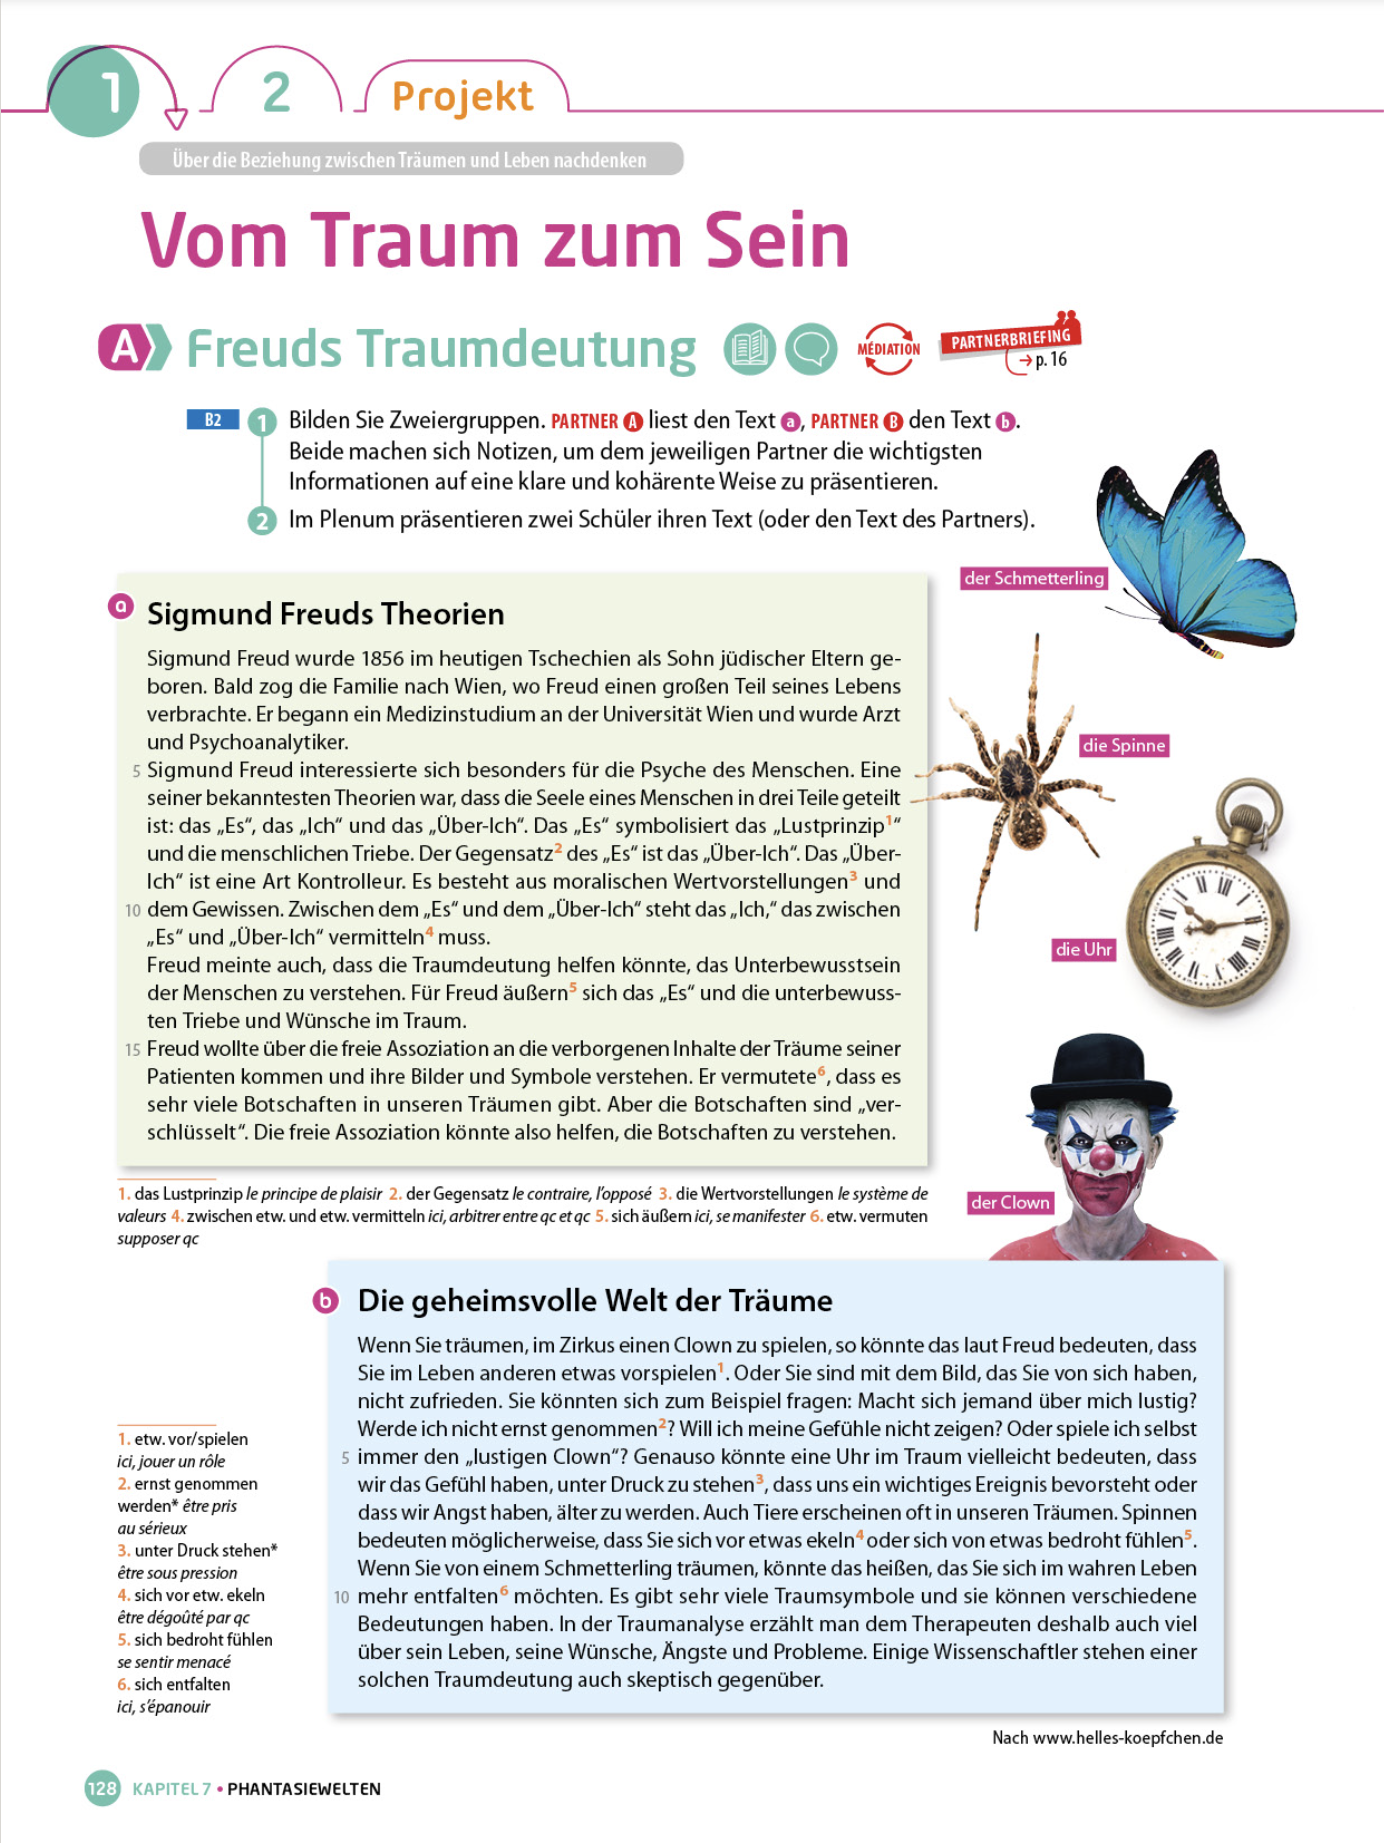 1
2
Projekt
Über die Beziehung zwischen Träumen und Leben nachdenken
Vom Traum zum Sein
A Freuds Traumdeutung
MÉDIATION
PARTNERBRIEFING
p. 16
B2
1 Bilden Sie Zweiergruppen. PARTNER A liest den Text a, PARTNER B den Text b.
Beide machen sich Notizen, um dem jeweiligen Partner die wichtigsten
Informationen auf eine klare und kohärente Weise zu präsentieren.
2 Im Plenum präsentieren zwei Schüler ihren Text (oder den Text des Partners).
der Schmetterling
die Spinne
die Uhr
der Clown
a Sigmund Freuds Theorien
Sigmund Freud wurde 1856 im heutigen Tschechien als Sohn jüdischer Eltern ge-
boren. Bald zog die Familie nach Wien, wo Freud einen großen Teil seines Lebens
verbrachte. Er begann ein Medizinstudium an der Universität Wien und wurde Arzt
und Psychoanalytiker.
5 Sigmund Freud interessierte sich besonders für die Psyche des Menschen. Eine
seiner bekanntesten Theorien war, dass die Seele eines Menschen in drei Teile geteilt
ist: das „Es“, das „Ich“ und das „Über-Ich“. Das „Es“ symbolisiert das „Lustprinzip1“
und die menschlichen Triebe. Der Gegensatz2 des „Es“ ist das „Über-Ich“. Das „Über-
Ich“ ist eine Art Kontrolleur. Es besteht aus moralischen Wertvorstellungen3 und
10 dem Gewissen. Zwischen dem „Es“ und dem „Über-Ich“ steht das „Ich,“ das zwischen
„Es“ und „Über-Ich“ vermitteln4 muss.
Freud meinte auch, dass die Traumdeutung helfen könnte, das Unterbewusstsein
der Menschen zu verstehen. Für Freud äußern5 sich das „Es“ und die unterbewuss-
ten Triebe und Wünsche im Traum.
15 Freud wollte über die freie Assoziation an die verborgenen Inhalte der Träume seiner
Patienten kommen und ihre Bilder und Symbole verstehen. Er vermutete6, dass es
sehr viele Botschaften in unseren Träumen gibt. Aber die Botschaften sind „ver-
schlüsselt“. Die freie Assoziation könnte also helfen, die Botschaften zu verstehen.
1. das Lustprinzip le principe de plaisir 2. der Gegensatz le contraire, l’opposé 3. die Wertvorstellungen le système de
valeurs 4. zwischen etw. und etw. vermitteln ici, arbitrer entre qc et qc 5. sich äußern ici, se manifester 6. etw. vermuten
supposer qc
b Die geheimsvolle Welt der Träume
Wenn Sie träumen, im Zirkus einen Clown zu spielen, so könnte das laut Freud bedeuten, dass
Sie im Leben anderen etwas vorspielen1. Oder Sie sind mit dem Bild, das Sie von sich haben,
nicht zufrieden. Sie könnten sich zum Beispiel fragen: Macht sich jemand über mich lustig?
Werde ich nicht ernst genommen2? Will ich meine Gefühle nicht zeigen? Oder spiele ich selbst
5 immer den „lustigen Clown“? Genauso könnte eine Uhr im Traum vielleicht bedeuten, dass
wir das Gefühl haben, unter Druck zu stehen3, dass uns ein wichtiges Ereignis bevorsteht oder
dass wir Angst haben, älter zu werden. Auch Tiere erscheinen oft in unseren Träumen. Spinnen
bedeuten möglicherweise, dass Sie sich vor etwas ekeln4 oder sich von etwas bedroht fühlen5.
Wenn Sie von einem Schmetterling träumen, könnte das heißen, das Sie sich im wahren Leben
10 mehr entfalten6 möchten. Es gibt sehr viele Traumsymbole und sie können verschiedene
Bedeutungen haben. In der Traumanalyse erzählt man dem Therapeuten deshalb auch viel
über sein Leben, seine Wünsche, Ängste und Probleme. Einige Wissenschaftler stehen einer
solchen Traumdeutung auch skeptisch gegenüber.
1. etw. vor/spielen
ici, jouer un rôle
2. ernst genommen
werden* être pris
au sérieux
3. unter Druck stehen*
être sous pression
4. sich vor etw. ekeln
être dégoûté par qc
5. sich bedroht fühlen
se sentir menacé
6. sich entfalten
ici, s’épanouir
Nach www.helles-koepfchen.de
128 KAPITEL 7 • PHANTASIEWELTEN